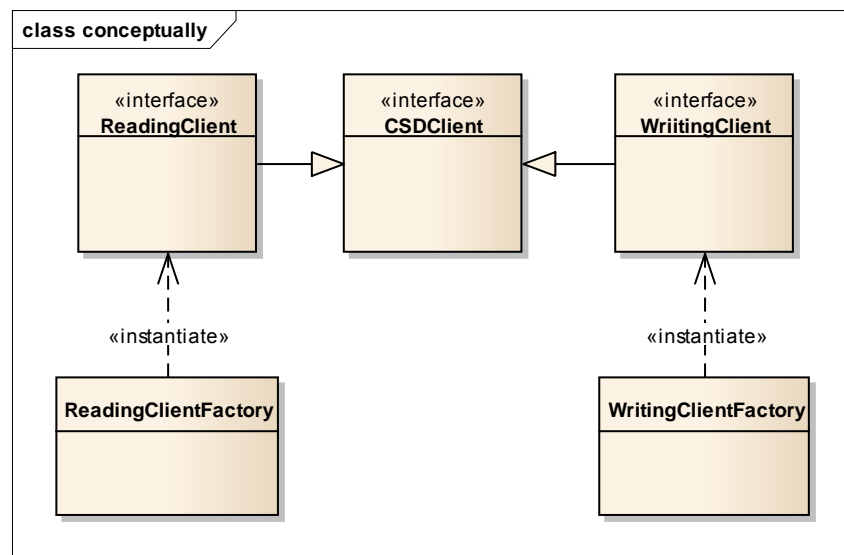 class conceptually
«interface»
ReadingClient
«interface»
CSDClient
«interface»
WriitingClient
«instantiate»
«instantiate»
ReadingClientFactory
WritingClientFactory